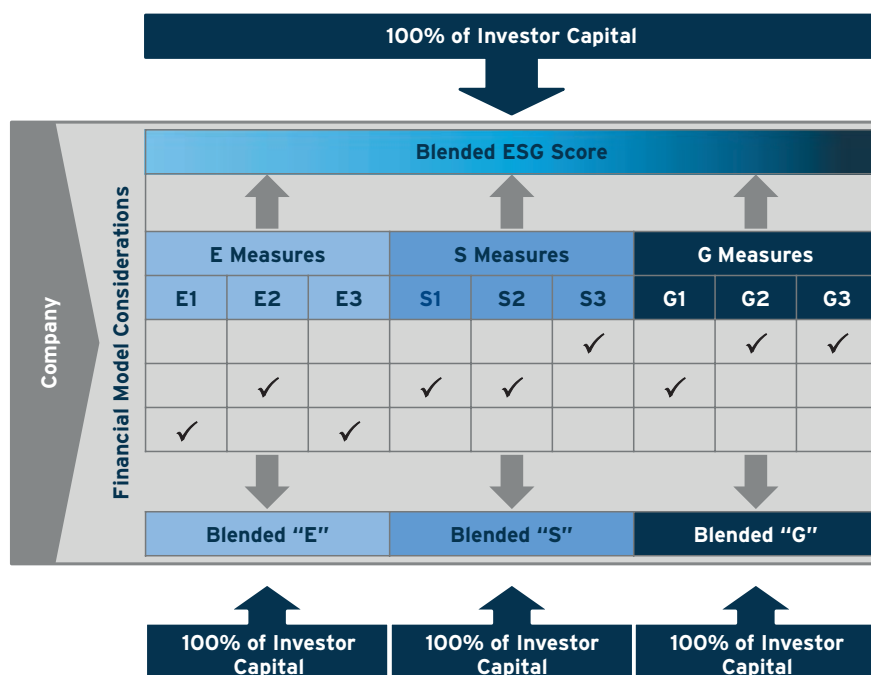 100% of Investor Capital
Company
Financial Model Considerations
Blended ESG Score
E Measures
S Measures
G Measures
E1 E2 E3 S1 S2 S3 G1 G2 G3
Blended “E”
Blended “S”
Blended “G”
100% of Investor
Capital
100% of Investor
Capital
100% of Investor
Capital